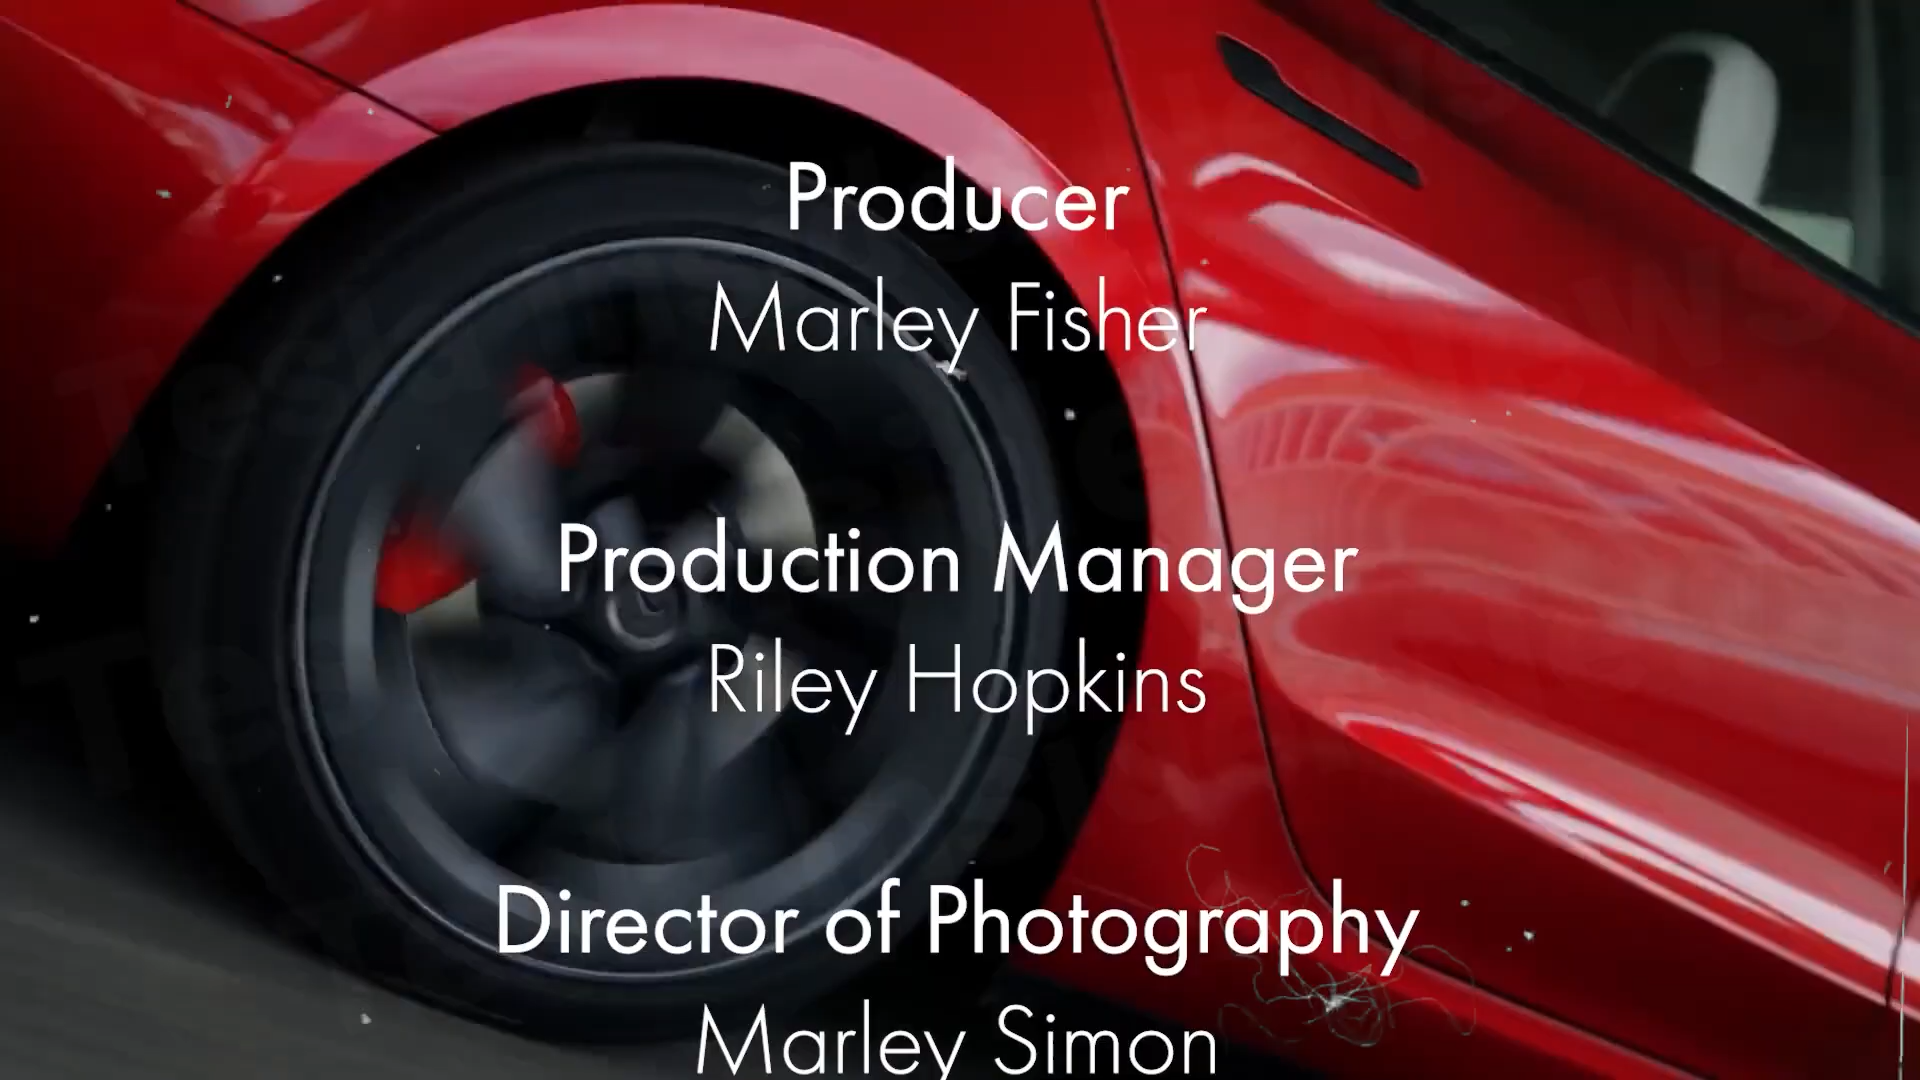 Producer
Marley Fisher
Production Manager
Riley Hopkins
Director of Photography
Marley Simon